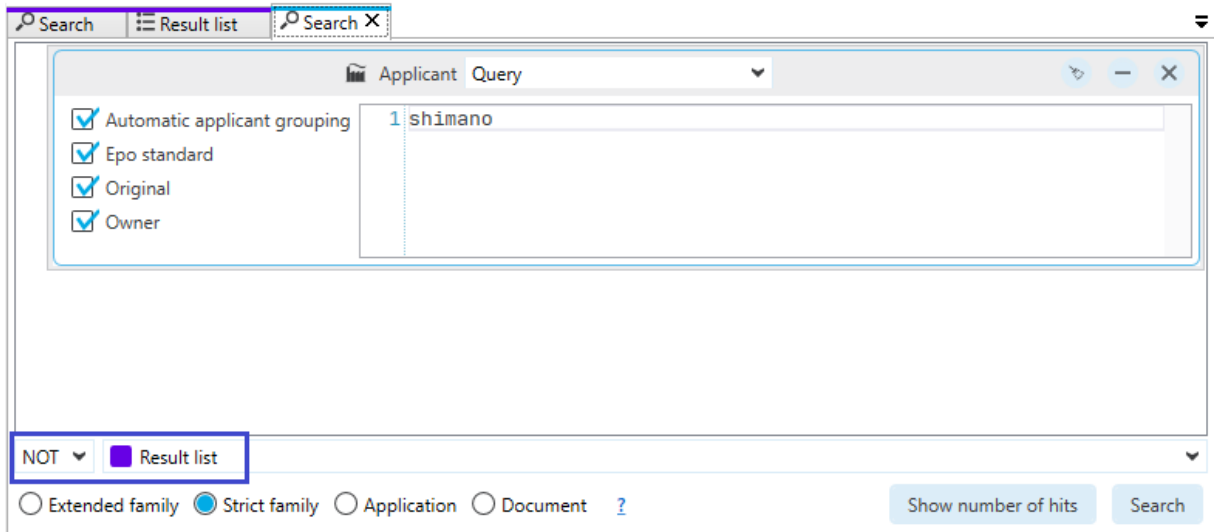 Search Result list Search
Applicant Query
Automatic applicant grouping
1 shimano
Epo standard
Original
Owner
NOT Result list
Extended family Strict family Application Document ? Show number of hits Search